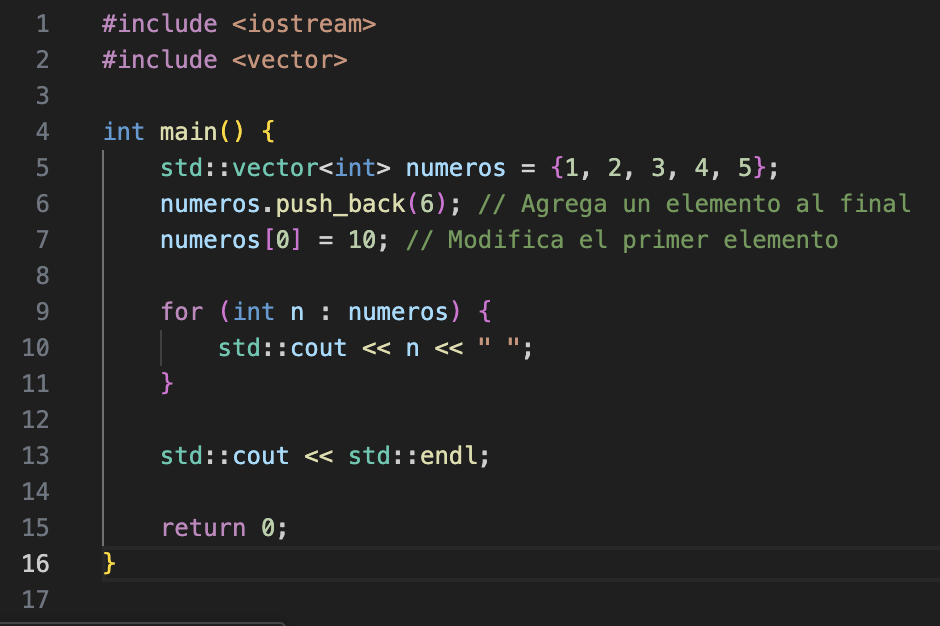 1 #include <iostream>
2 #include <vector>
3
4 int main() {
5     std::vector<int> numeros = {1, 2, 3, 4, 5};
6     numeros.push_back(6); // Agrega un elemento al final
7     numeros[0] = 10; // Modifica el primer elemento
8
9     for (int n : numeros) {
10         std::cout << n << " ";
11     }
12
13     std::cout << std::endl;
14
15     return 0;
16 }
17